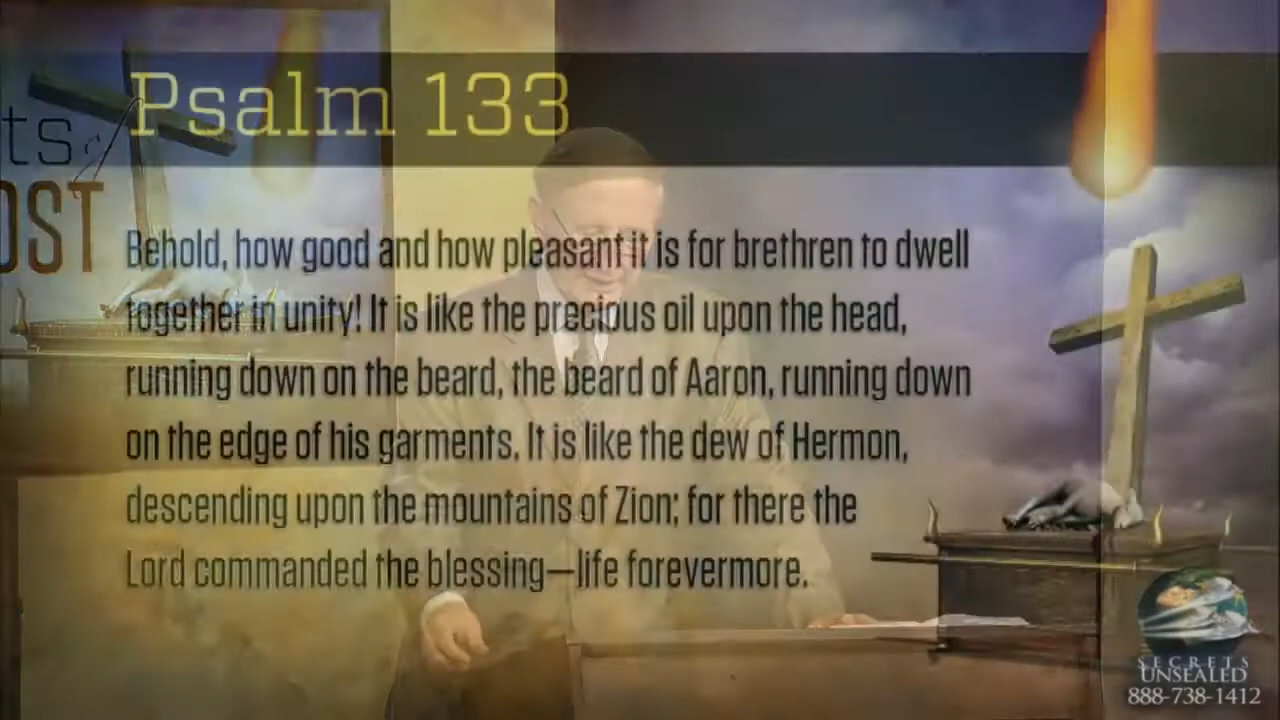 Psalm 133
ts
OST
Behold, how good and how pleasant it is for brethren to dwell
together in unity! It is like the precious oil upon the head,
running down on the beard, the beard of Aaron, running down
on the edge of his garments. It is like the dew of Hermon,
descending upon the mountains of Zion; for there the
Lord commanded the blessing—life forevermore.
SECRETS
UNSEALED
888-738-1412